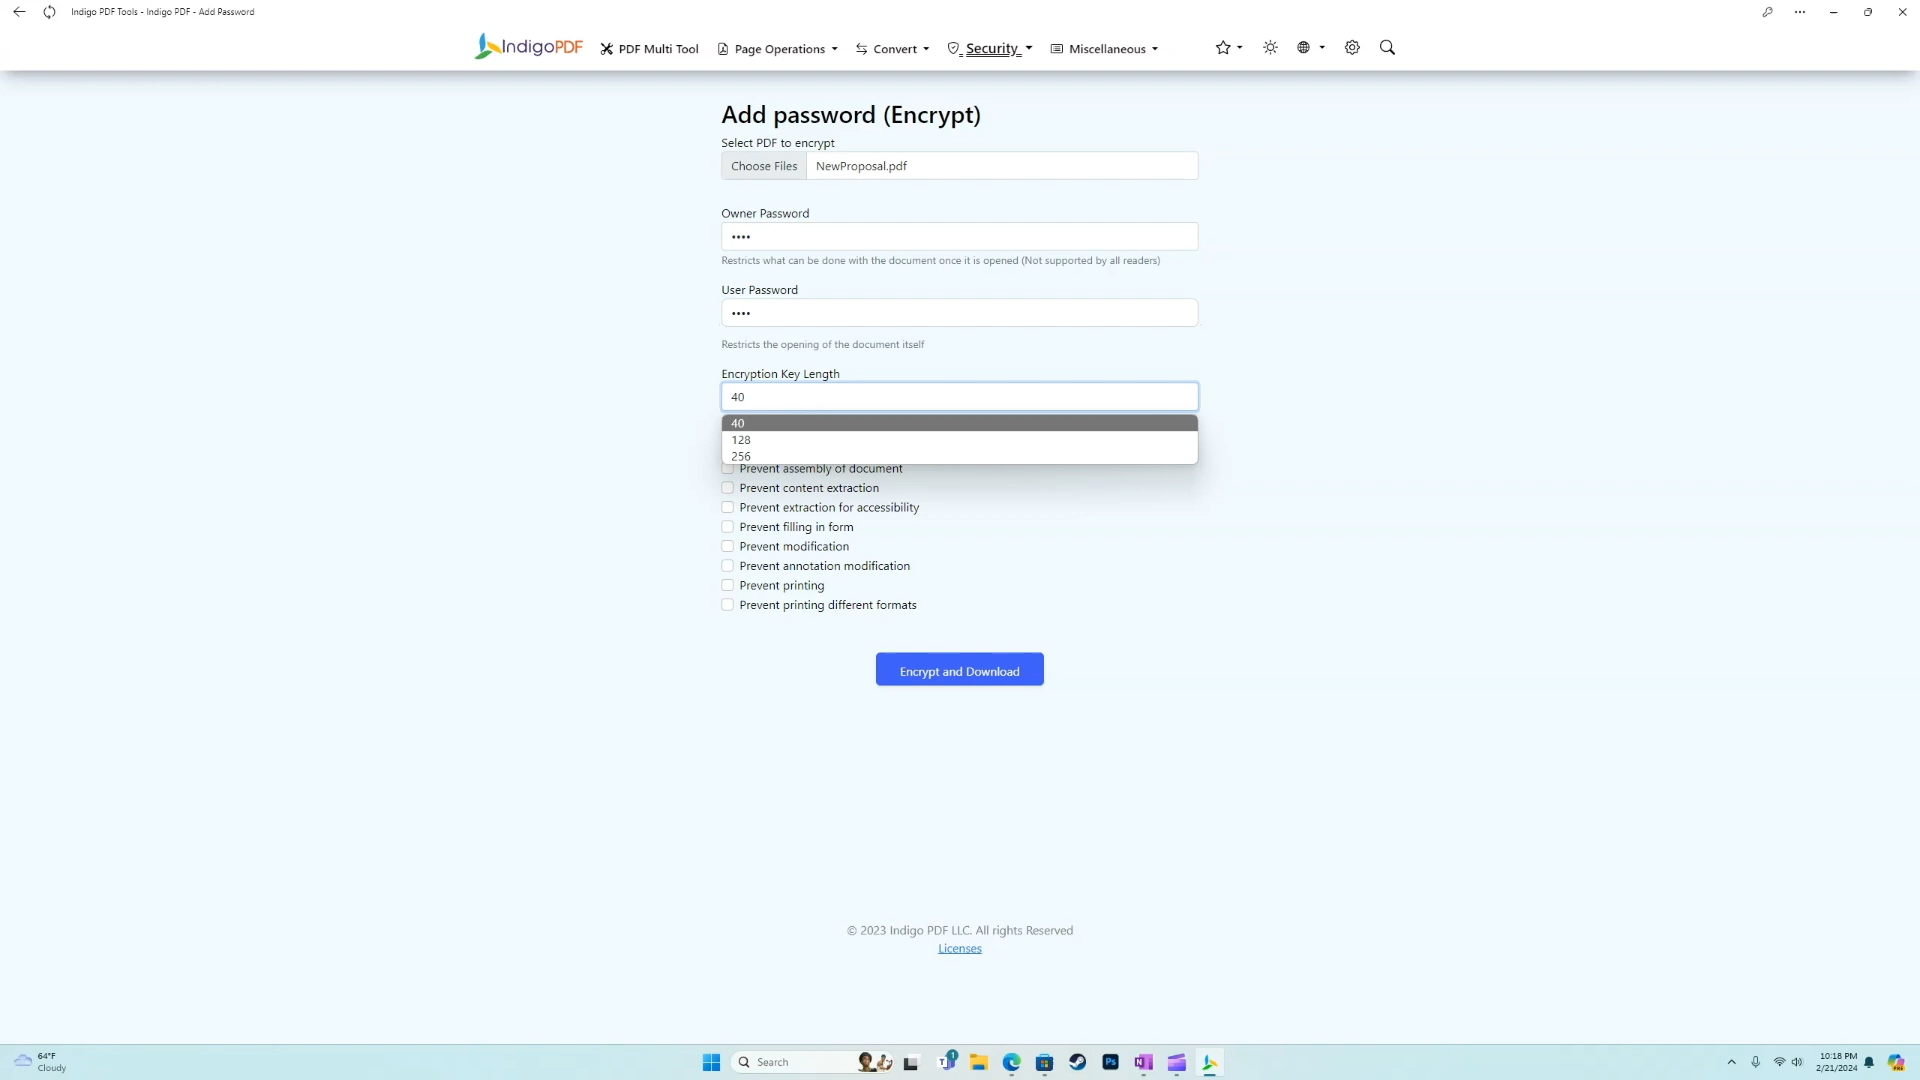 Indigo PDF Tools - Indigo PDF - Add Password
IndigoPDF PDF Multi Tool Page Operations Convert Security Miscellaneous
Add password (Encrypt)
Select PDF to encrypt
Choose Files NewProposal.pdf
Owner Password
••••
Restricts what can be done with the document once it is opened (Not supported by all readers)
User Password
••••
Restricts the opening of the document itself
Encryption Key Length
40
40
128
256
Prevent assembly of document
Prevent content extraction
Prevent extraction for accessibility
Prevent filling in form
Prevent modification
Prevent annotation modification
Prevent printing
Prevent printing different formats
Encrypt and Download
© 2023 Indigo PDF LLC. All rights Reserved
Licenses
64°F
Cloudy
Search
1
Ps
N
10:18 PM
2/21/2024